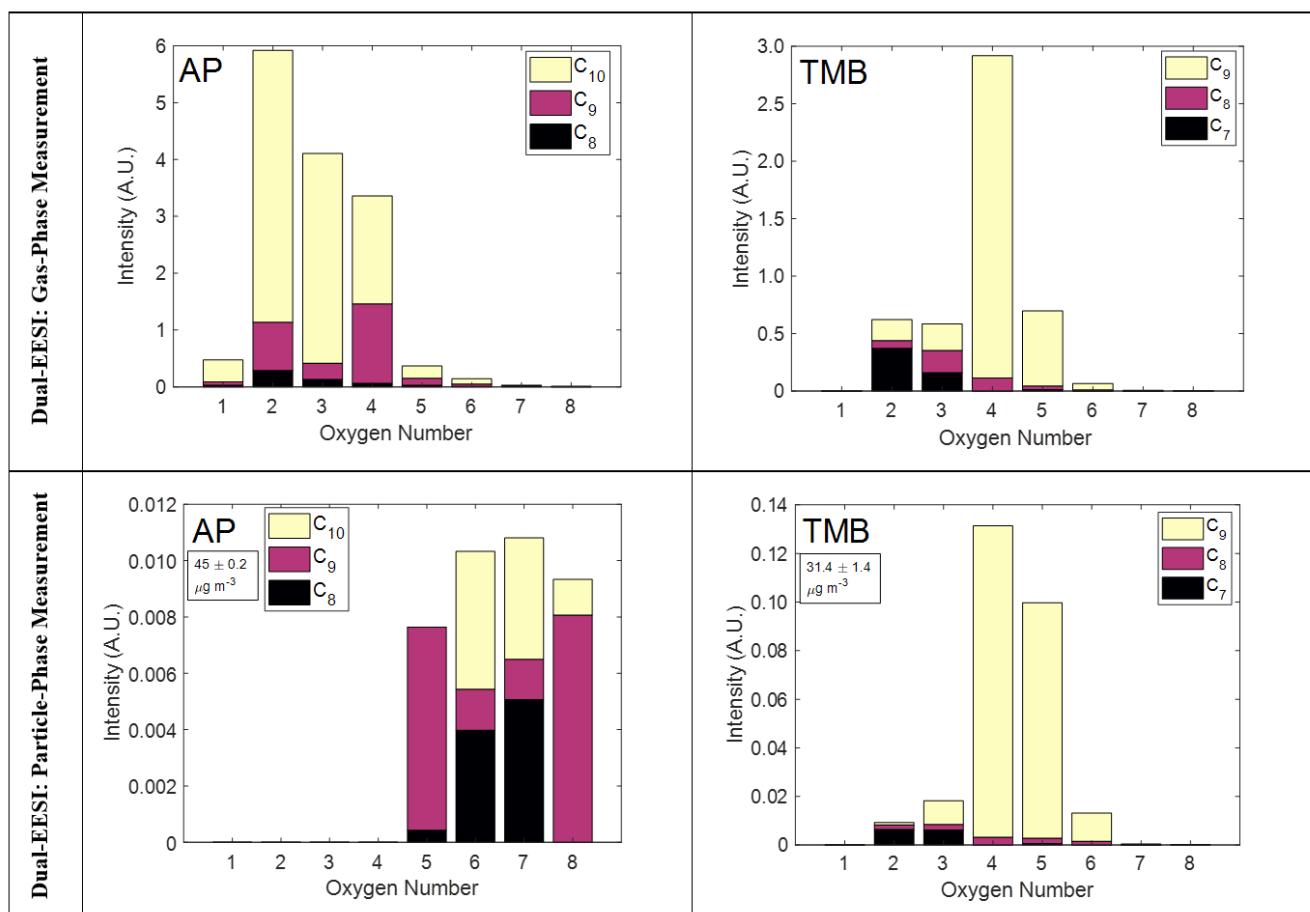 Dual-EESI: Gas-Phase Measurement
AP
C10
C9
C8
Intensity (A.U.)
6
5
4
3
2
1
0
1 2 3 4 5 6 7 8
Oxygen Number
TMB
C9
C8
C7
Intensity (A.U.)
3.0
2.5
2.0
1.5
1.0
0.5
0
1 2 3 4 5 6 7 8
Oxygen Number
Dual-EESI: Particle-Phase Measurement
AP
45 ± 0.2
μg m-3
C10
C9
C8
Intensity (A.U.)
0.012
0.010
0.008
0.006
0.004
0.002
0
1 2 3 4 5 6 7 8
Oxygen Number
TMB
31.4 ± 1.4
μg m-3
C9
C8
C7
Intensity (A.U.)
0.14
0.12
0.10
0.08
0.06
0.04
0.02
0
1 2 3 4 5 6 7 8
Oxygen Number